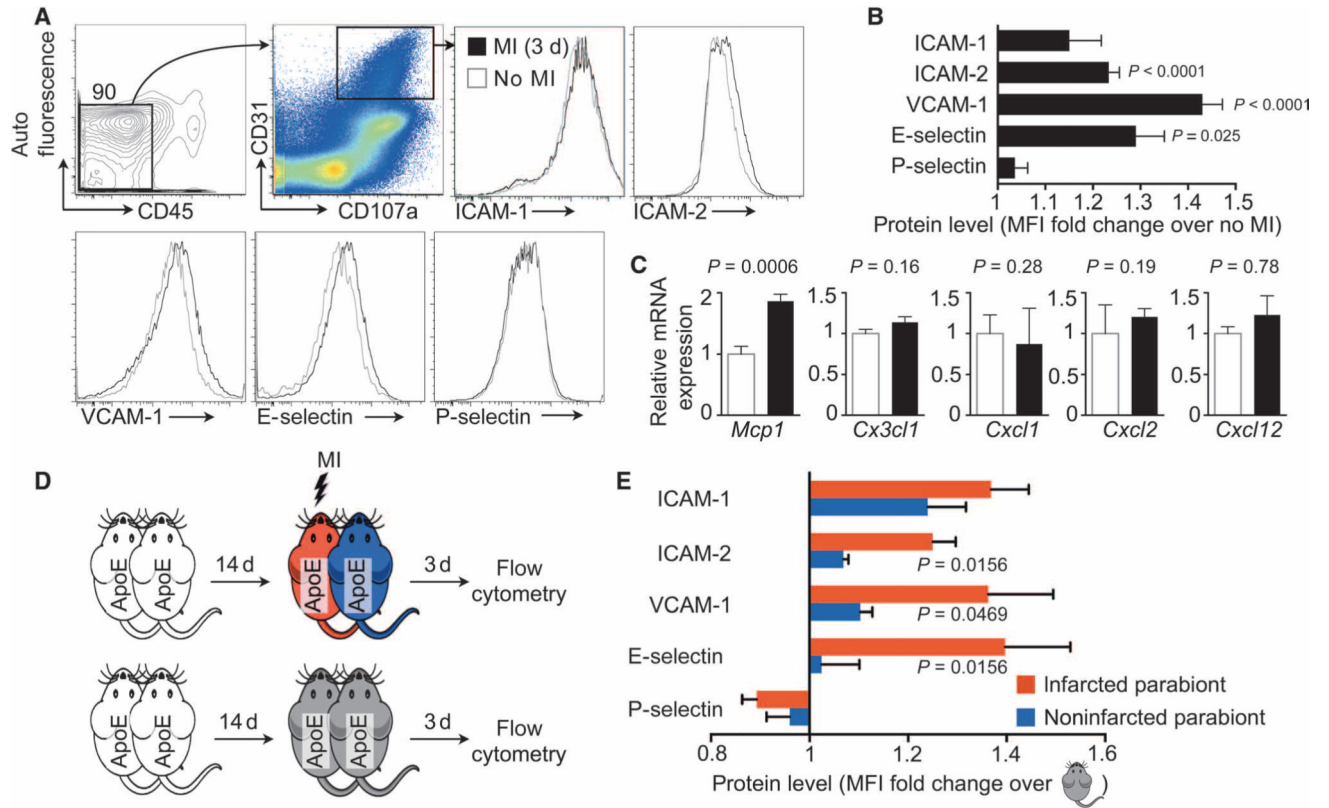 A
Auto
fluorescence
90
CD45
CD31
CD107a
MI (3 d)
No MI
ICAM-1
ICAM-2
VCAM-1
E-selectin
P-selectin
B
ICAM-1
ICAM-2
VCAM-1
E-selectin
P-selectin
P < 0.0001
P < 0.0001
P = 0.025
1 1.1 1.2 1.3 1.4 1.5
Protein level (MFI fold change over no MI)
C
Relative mRNA
expression
P = 0.0006
2
1
0
Mcp1
P = 0.16
1.5
1
0.5
0
Cx3cl1
P = 0.28
1.5
1
0.5
0
Cxcl1
P = 0.19
1.5
1
0.5
0
Cxcl2
P = 0.78
1.5
1
0.5
0
Cxcl12
D
MI
ApoE ApoE
14 d
ApoE ApoE
3 d
Flow
cytometry
ApoE ApoE
14 d
ApoE ApoE
3 d
Flow
cytometry
E
ICAM-1
ICAM-2
P = 0.0156
VCAM-1
P = 0.0469
E-selectin
P = 0.0156
P-selectin
Infarcted parabiont
Noninfarcted parabiont
0.8 1 1.2 1.4 1.6
Protein level (MFI fold change over )